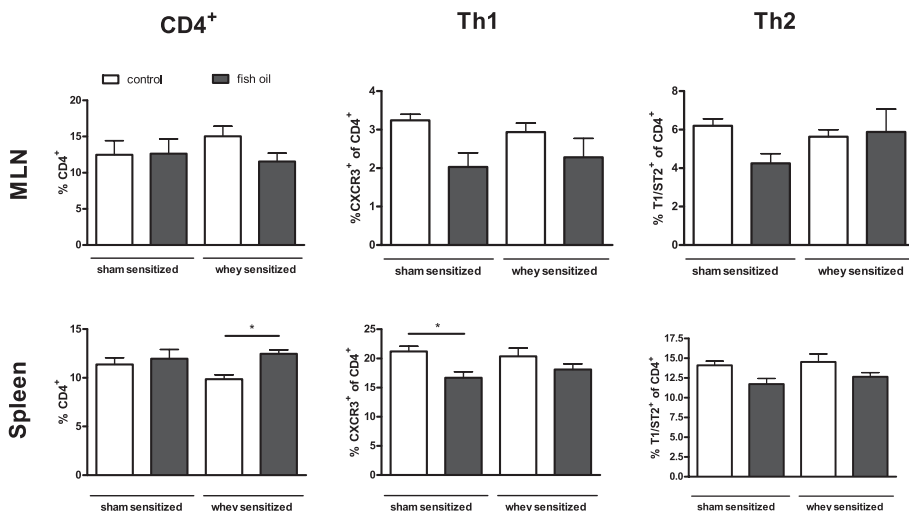 CD4+ Th1 Th2
control fish oil
MLN
% CD4+
20
15
10
5
0
sham sensitized whey sensitized
%CXCR3+ of CD4+
4
3
2
1
0
sham sensitized whey sensitized
% T1/ST2+ of CD4+
8
6
4
2
0
sham sensitized whey sensitized
Spleen
% CD4+
15
10
5
0
*
sham sensitized whey sensitized
% CXCR3+ of CD4+
25
20
15
10
5
0
*
sham sensitized whey sensitized
% T1/ST2+ of CD4+
17.5
15.0
12.5
10.0
7.5
5.0
2.5
0.0
sham sensitized whey sensitized